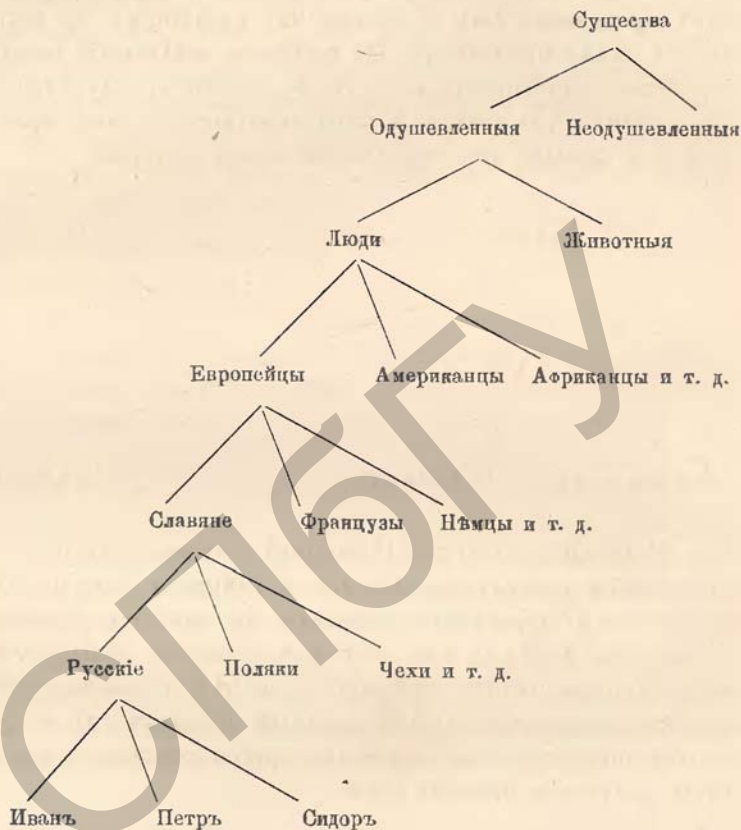 Существа
Одушевленныя Неодушевленныя
Люди Животныя
Европейцы Американцы Африканцы и т. д.
Славяне Французы Нѣмцы и т. д.
Русскіе Поляки Чехи и т. д.
Иванъ Петръ Сидоръ
СПбГУ